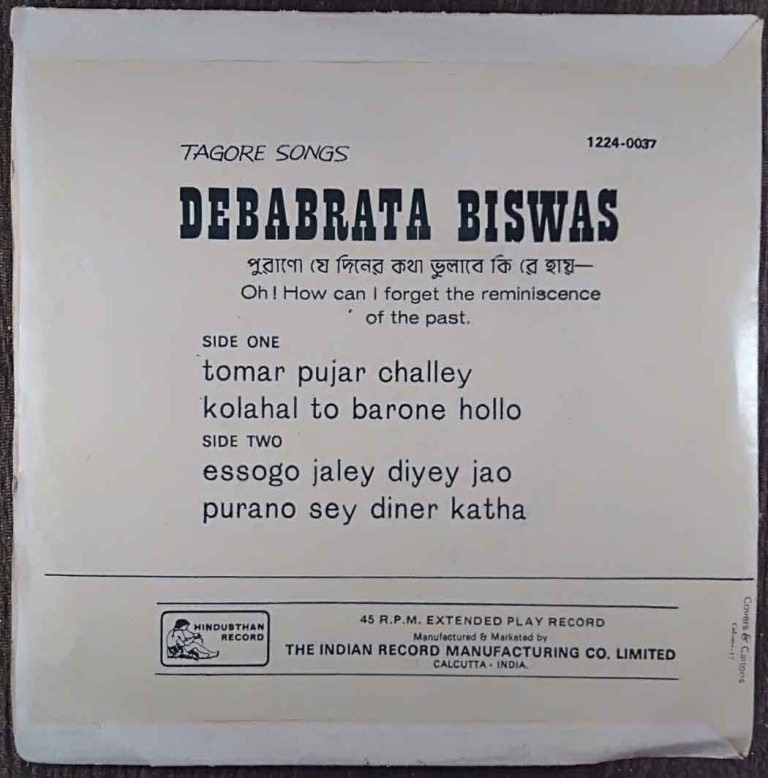 TAGORE SONGS
1224-0037
DEBABRATA BISWAS
পুরাণো যে দিনের কথা ভুলাবে কি রে হায়—
Oh! How can I forget the reminiscence
of the past.
SIDE ONE
tomar pujar challey
kolahal to barone hollo
SIDE TWO
essogo jaley diyey jao
purano sey diner katha
HINDUSTHAN
RECORD
45 R.P.M. EXTENDED PLAY RECORD
Manufactured & Marketed by
THE INDIAN RECORD MANUFACTURING CO. LIMITED
CALCUTTA - INDIA.
Covers & Cartons